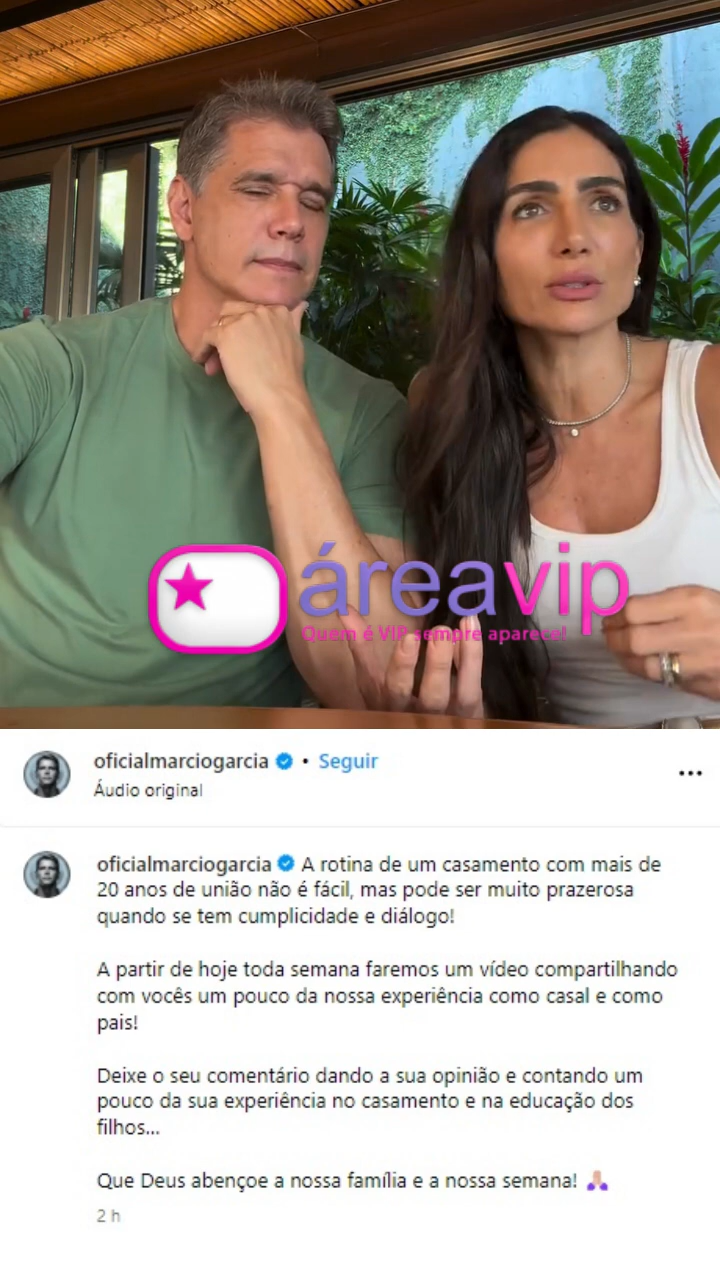 áreavip
Quem é VIP sempre aparece!
oficialmarciogarcia • Seguir
Áudio original
oficialmarciogarcia A rotina de um casamento com mais de
20 anos de união não é fácil, mas pode ser muito prazerosa
quando se tem cumplicidade e diálogo!
A partir de hoje toda semana faremos um vídeo compartilhando
com vocês um pouco da nossa experiência como casal e como
pais!
Deixe o seu comentário dando a sua opinião e contando um
pouco da sua experiência no casamento e na educação dos
filhos...
Que Deus abençoe a nossa família e a nossa semana! 🙏🏼
2 h